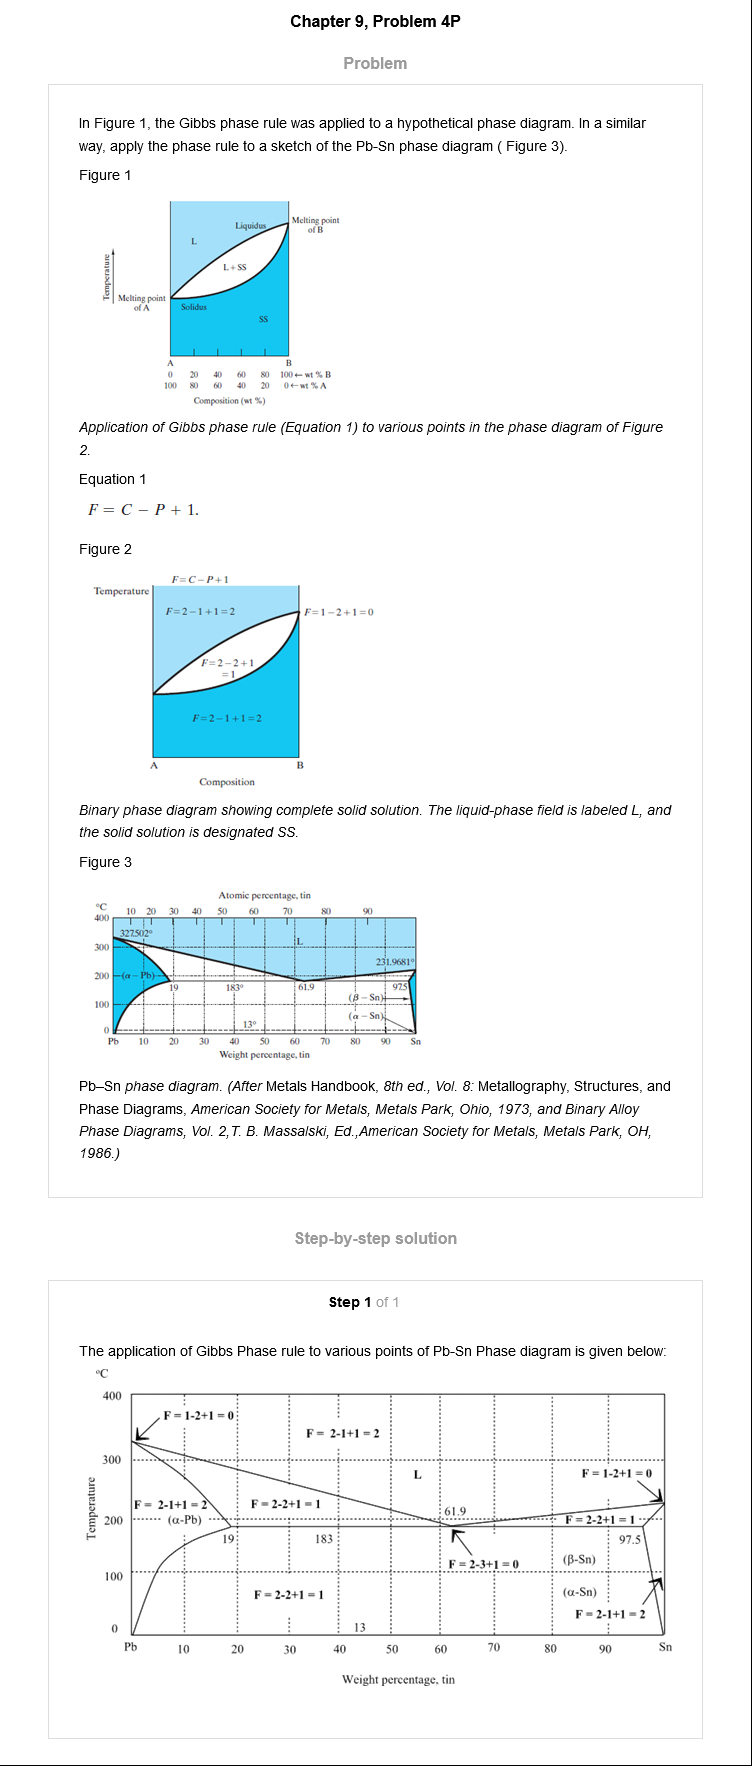 Chapter 9, Problem 4P
Problem
In Figure 1, the Gibbs phase rule was applied to a hypothetical phase diagram. In a similar
way, apply the phase rule to a sketch of the Pb-Sn phase diagram ( Figure 3).
Figure 1
Liquidus
Melting point
of B
L
L + SS
Temperature
Melting point
of A
Solidus
SS
A B
0 20 40 60 80 100 ← wt % B
100 80 60 40 20 0 ← wt % A
Composition (wt %)
Application of Gibbs phase rule (Equation 1) to various points in the phase diagram of Figure
2.
Equation 1
F = C − P + 1.
Figure 2
F = C − P + 1
Temperature
F = 2 − 1 + 1 = 2
F = 1 − 2 + 1 = 0
F = 2 − 2 + 1
= 1
F = 2 − 1 + 1 = 2
A B
Composition
Binary phase diagram showing complete solid solution. The liquid-phase field is labeled L, and
the solid solution is designated SS.
Figure 3
Atomic percentage, tin
°C
10 20 30 40 50 60 70 80 90
400
327.502°
L
300
231.9681°
200
(α – Pb)
19 183° 61.9 97.5
(β – Sn)
100
(α – Sn)
13°
0
Pb 10 20 30 40 50 60 70 80 90 Sn
Weight percentage, tin
Pb–Sn phase diagram. (After Metals Handbook, 8th ed., Vol. 8: Metallography, Structures, and
Phase Diagrams, American Society for Metals, Metals Park, Ohio, 1973, and Binary Alloy
Phase Diagrams, Vol. 2,T. B. Massalski, Ed.,American Society for Metals, Metals Park, OH,
1986.)
Step-by-step solution
Step 1 of 1
The application of Gibbs Phase rule to various points of Pb-Sn Phase diagram is given below:
°C
400
F = 1-2+1 = 0
F = 2-1+1 = 2
300
L
F = 1-2+1 = 0
Temperature
F = 2-1+1 = 2
F = 2-2+1 = 1
61.9
200
(α-Pb)
F = 2-2+1 = 1
19 183 97.5
F = 2-3+1 = 0
(β-Sn)
100
F = 2-2+1 = 1
(α-Sn)
F = 2-1+1 = 2
0
13
Pb 10 20 30 40 50 60 70 80 90 Sn
Weight percentage, tin